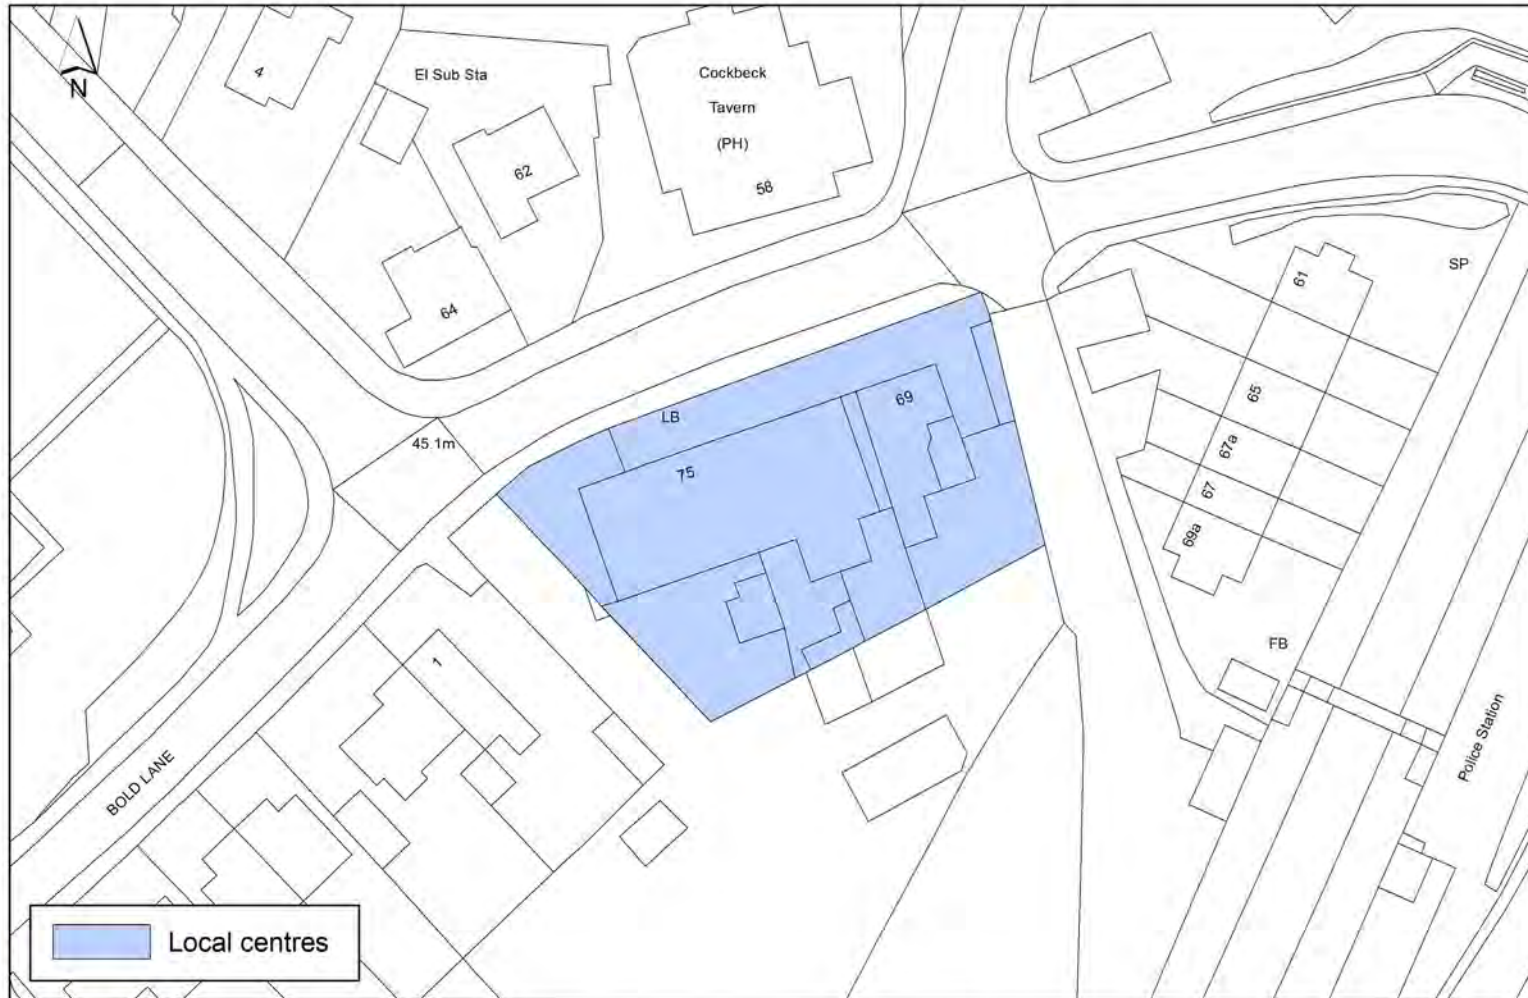 N
4
El Sub Sta
62
64
Cockbeck
Tavern
(PH)
58
SP
61
65
67a
67
69a
FB
Police Station
LB
69
75
45.1m
1
BOLD LANE
Local centres